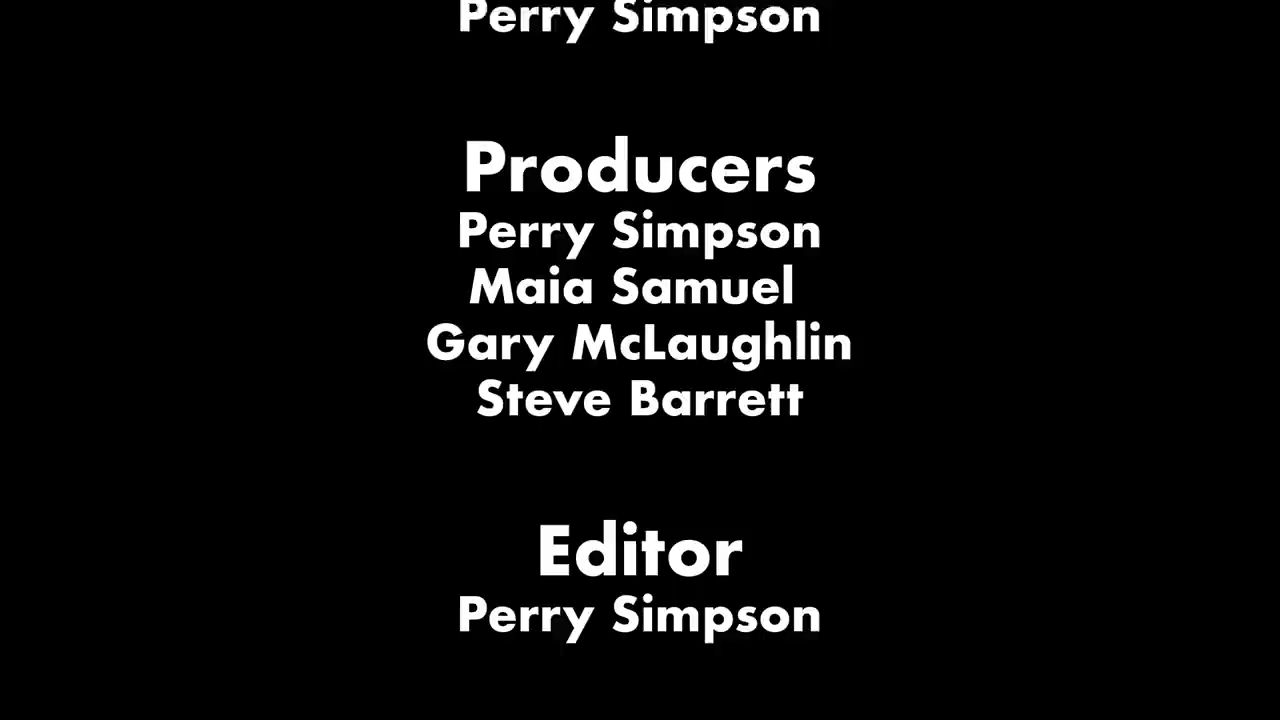 Perry Simpson
Producers
Perry Simpson
Maia Samuel
Gary McLaughlin
Steve Barrett
Editor
Perry Simpson